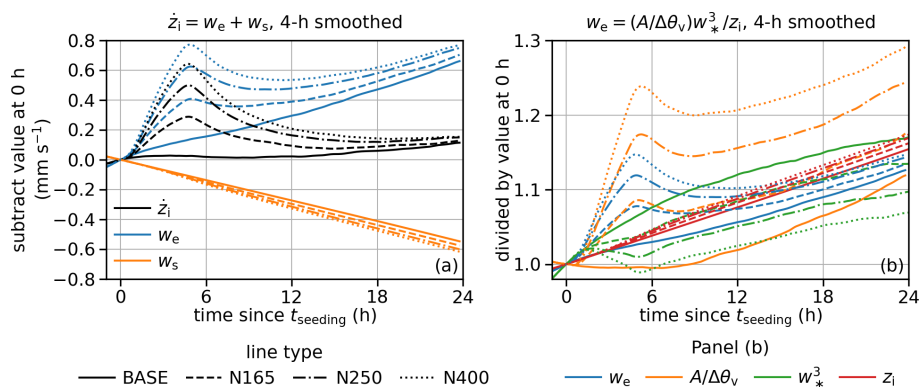 żᵢ = wₑ + wₛ, 4-h smoothed
subtract value at 0 h
(mm s⁻¹)
0.8
0.6
0.4
0.2
0.0
−0.2
−0.4
−0.6
−0.8
żᵢ
wₑ
wₛ
(a)
0 6 12 18 24
time since t_seeding (h)
wₑ = (A/Δθᵥ)w∗³/zᵢ, 4-h smoothed
divided by value at 0 h
1.3
1.2
1.1
1.0
(b)
0 6 12 18 24
time since t_seeding (h)
line type
BASE N165 N250 N400
Panel (b)
wₑ A/Δθᵥ w∗³ zᵢ